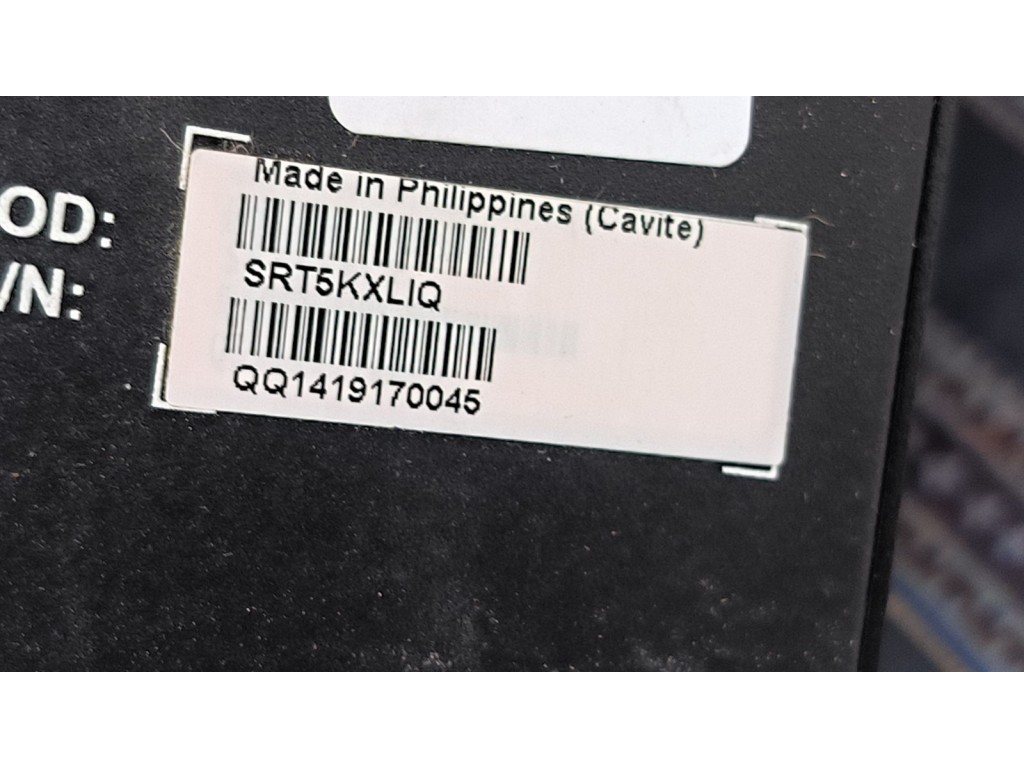 Made in Philippines (Cavite)
OD:
SRT5KXLIQ
/N:
QQ1419170045